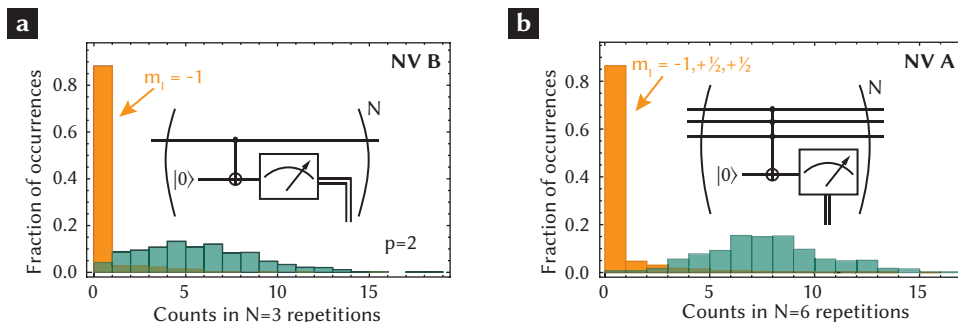 a
NV B
Fraction of occurrences
0.8
0.6
0.4
0.2
0.0
m_I = -1
N
|0⟩
p=2
0 5 10 15
Counts in N=3 repetitions
b
NV A
Fraction of occurrences
0.8
0.6
0.4
0.2
0.0
m_I = -1,+½,+½
N
|0⟩
0 5 10 15
Counts in N=6 repetitions